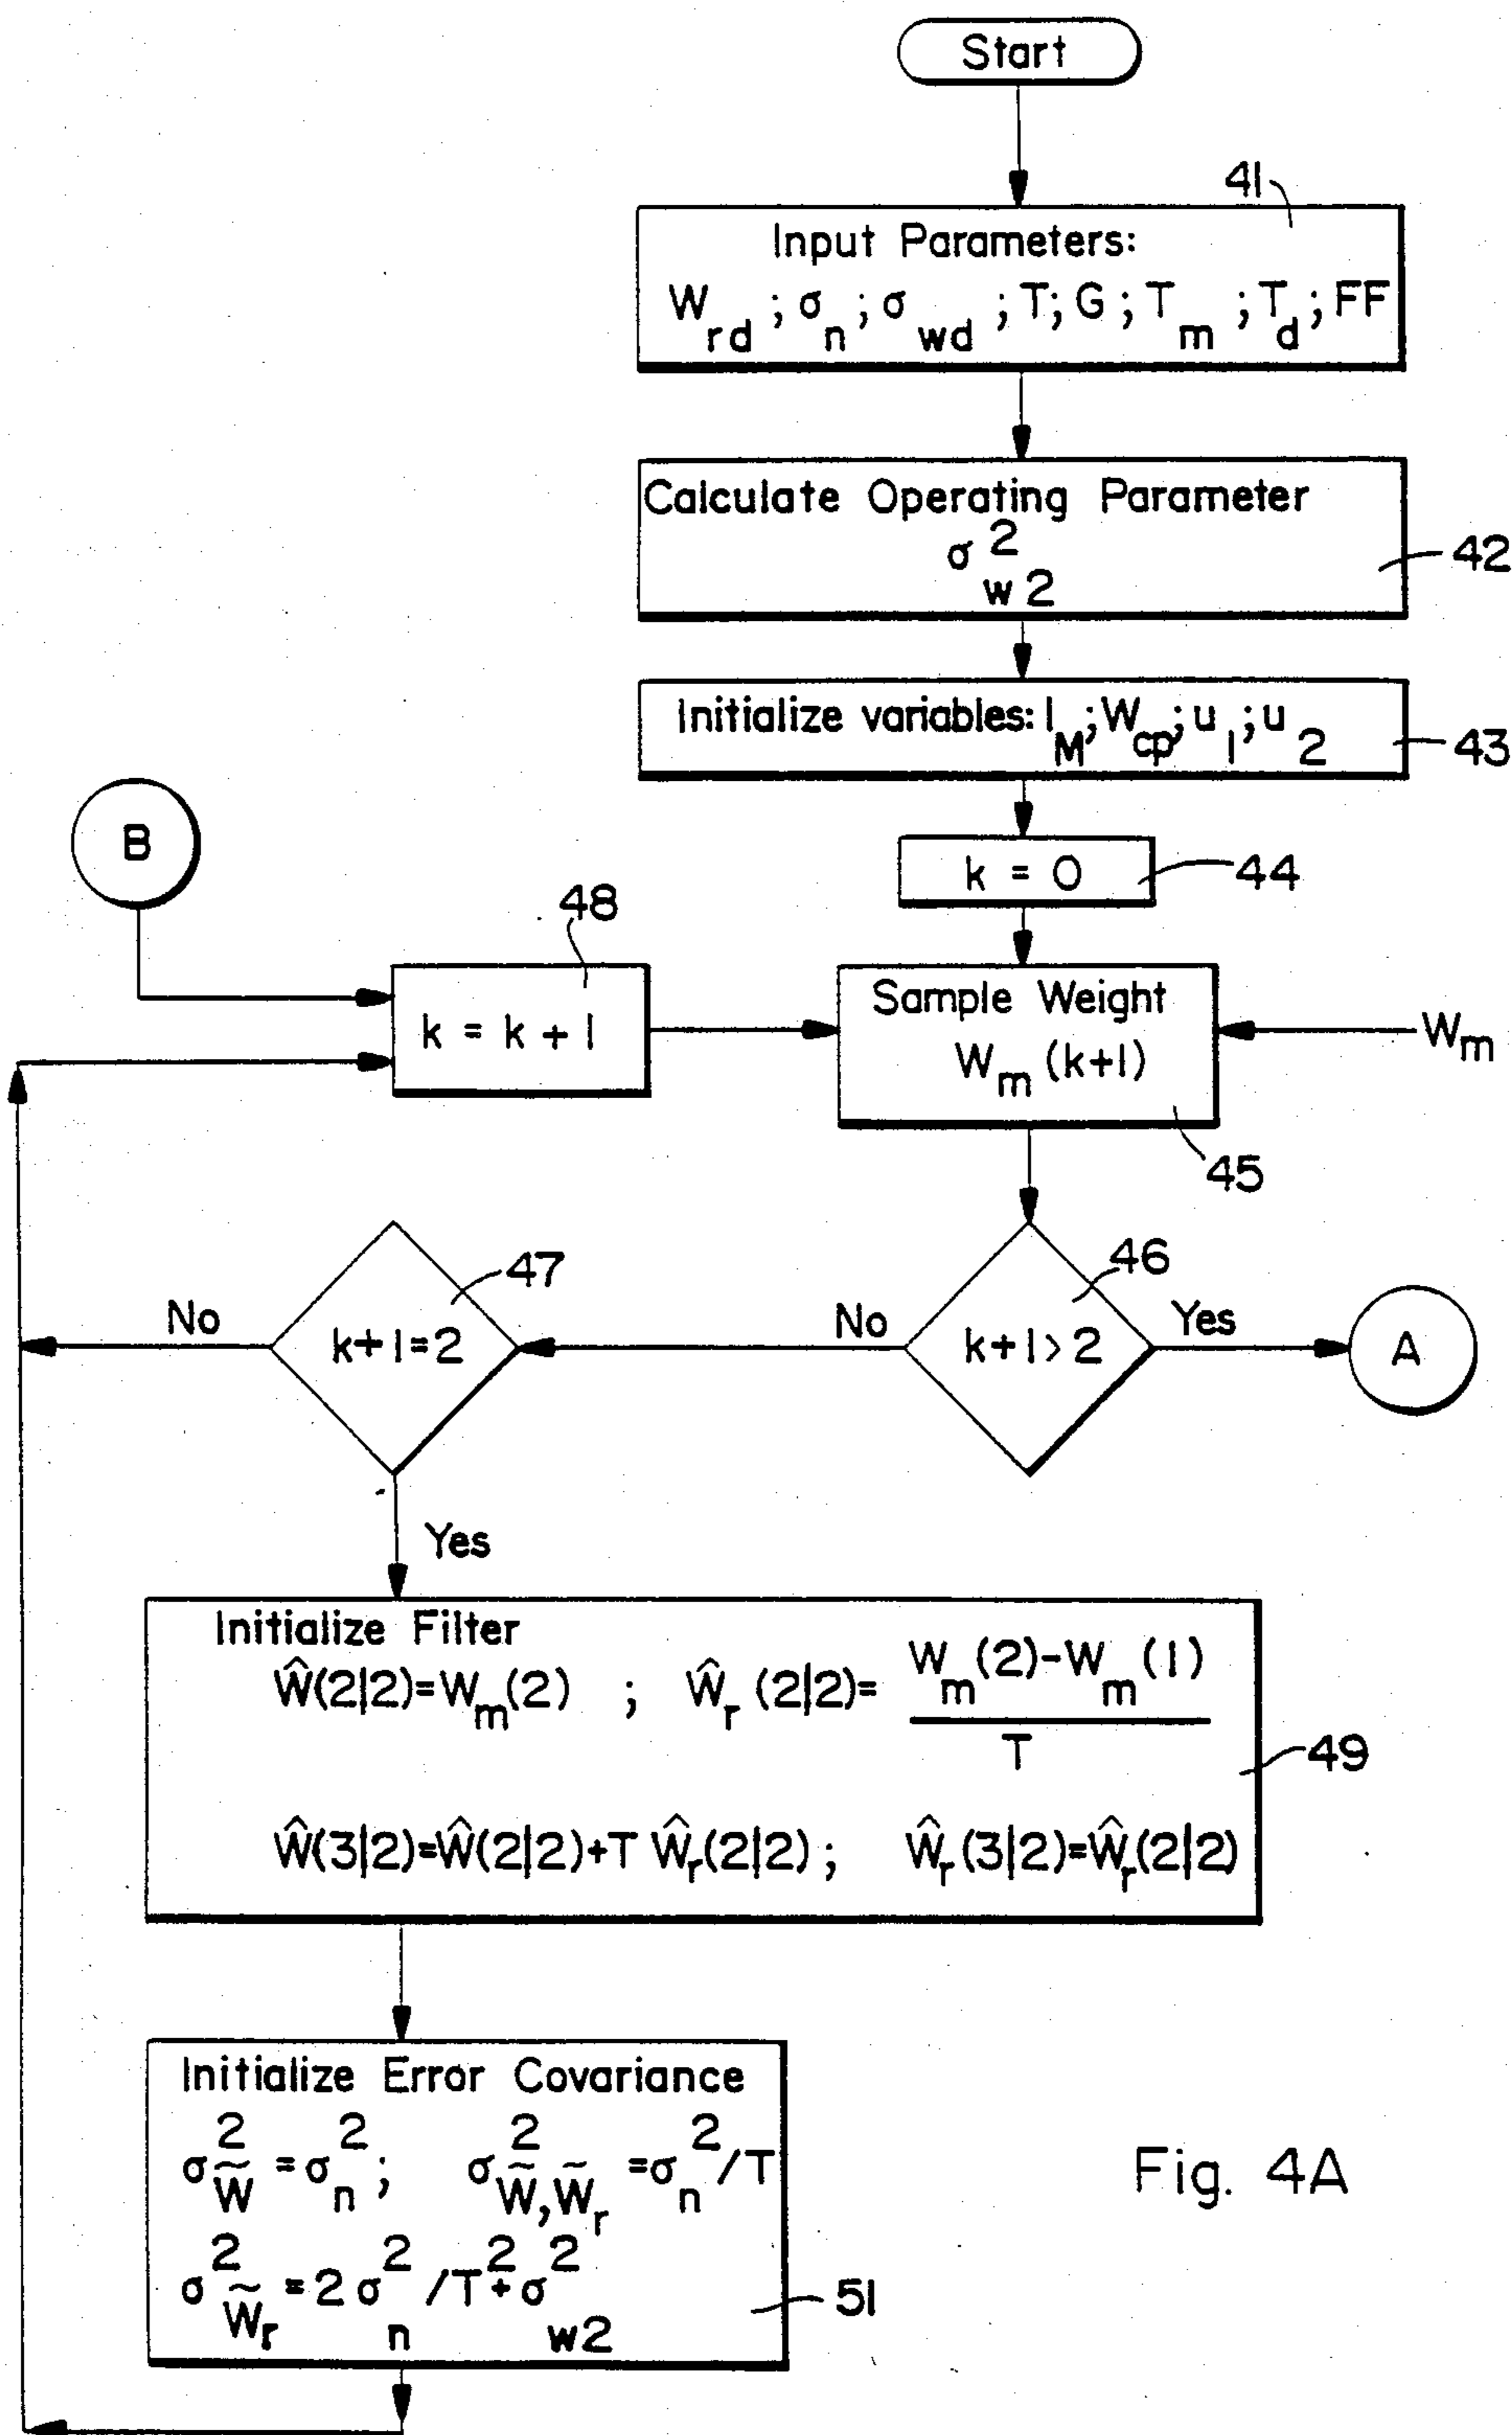 Start
41
Input Parameters:
W_rd ; σ_n ; σ_wd ; T; G ; T_m ; T_d ; FF
Calculate Operating Parameter
σ²_w2
42
Initialize variables: I_M; W_cp; u_1; u_2
43
B
k = 0
44
48
k = k + 1
Sample Weight
W_m (k+1)
W_m
45
47
k+1=2
No
46
k+1>2
No
Yes
A
Yes
Initialize Filter
Ŵ(2|2)=W_m(2) ; Ŵ_r (2|2)= W_m(2)-W_m(1) / T
49
Ŵ(3|2)=Ŵ(2|2)+T Ŵ_r(2|2) ; Ŵ_r(3|2)=Ŵ_r(2|2)
Initialize Error Covariance
σ²_W̃ =σ²_n; σ²_W̃,W̃_r =σ²_n/T
σ²_W̃_r =2σ²_n/T²+σ²_w2
51
Fig. 4A